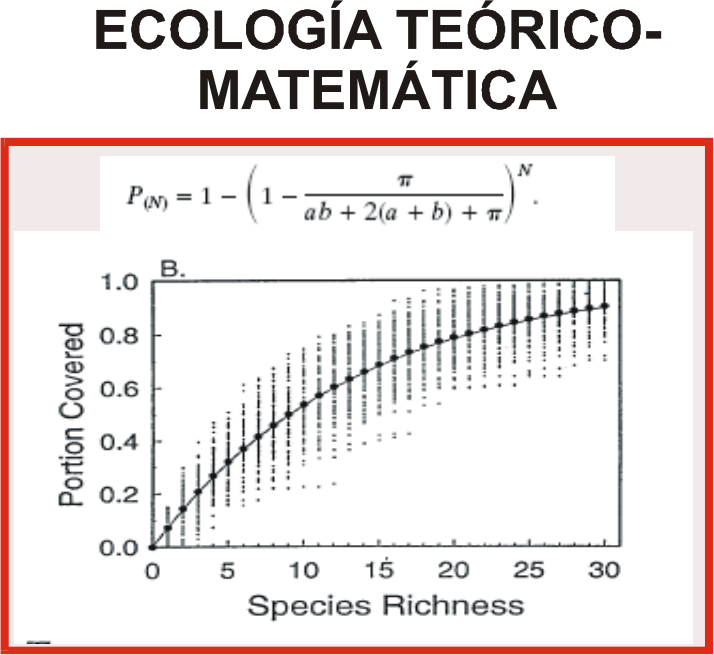 ECOLOGÍA TEÓRICO-
MATEMÁTICA
P(N) = 1 − (1 − π / (ab + 2(a + b) + π))^N.
B.
1.0
0.8
0.6
0.4
0.2
0.0
Portion Covered
0 5 10 15 20 25 30
Species Richness